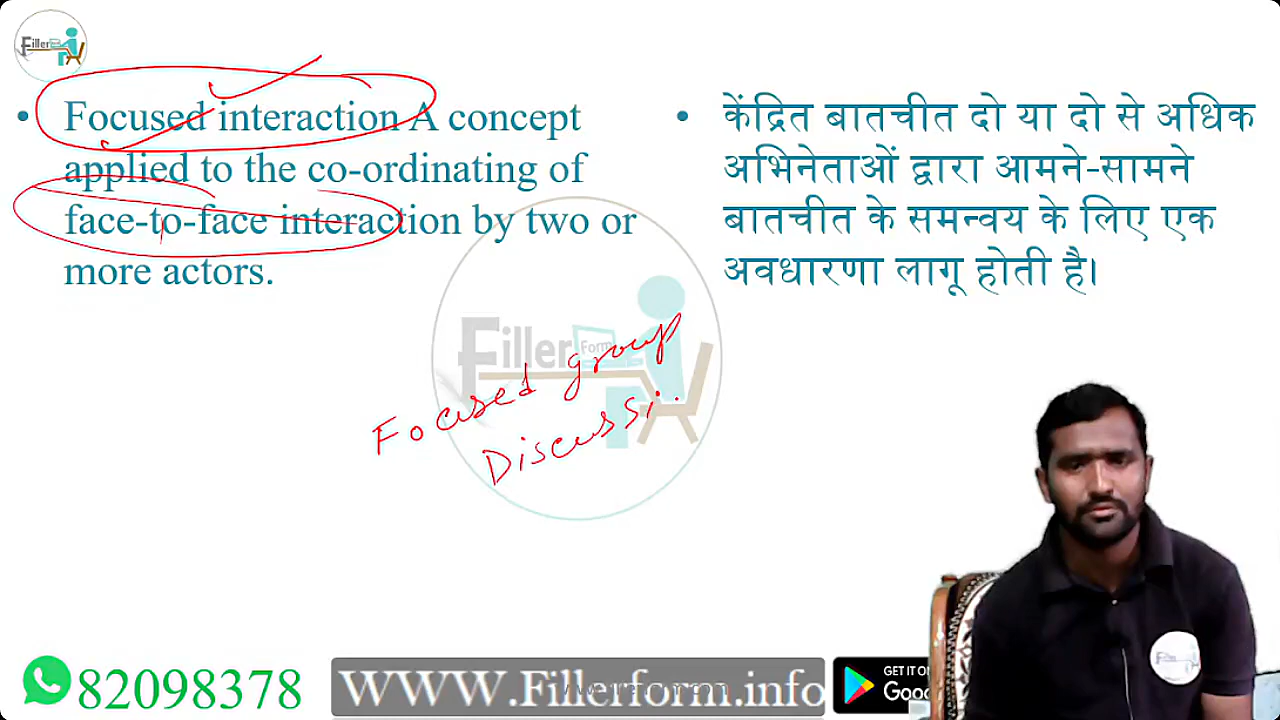 Filler
• Focused interaction A concept
applied to the co-ordinating of
face-to-face interaction by two or
more actors.
• केंद्रित बातचीत दो या दो से अधिक
अभिनेताओं द्वारा आमने-सामने
बातचीत के समन्वय के लिए एक
अवधारणा लागू होती है।
Filler Form
Focused group
Discussi..
82098378
WWW.Fillerform.info
GET IT ON
Goo